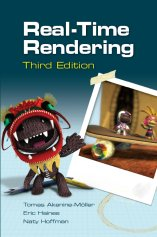 Real-Time
Rendering
Third Edition
Tomas Akenine-Möller
Eric Haines
Naty Hoffman